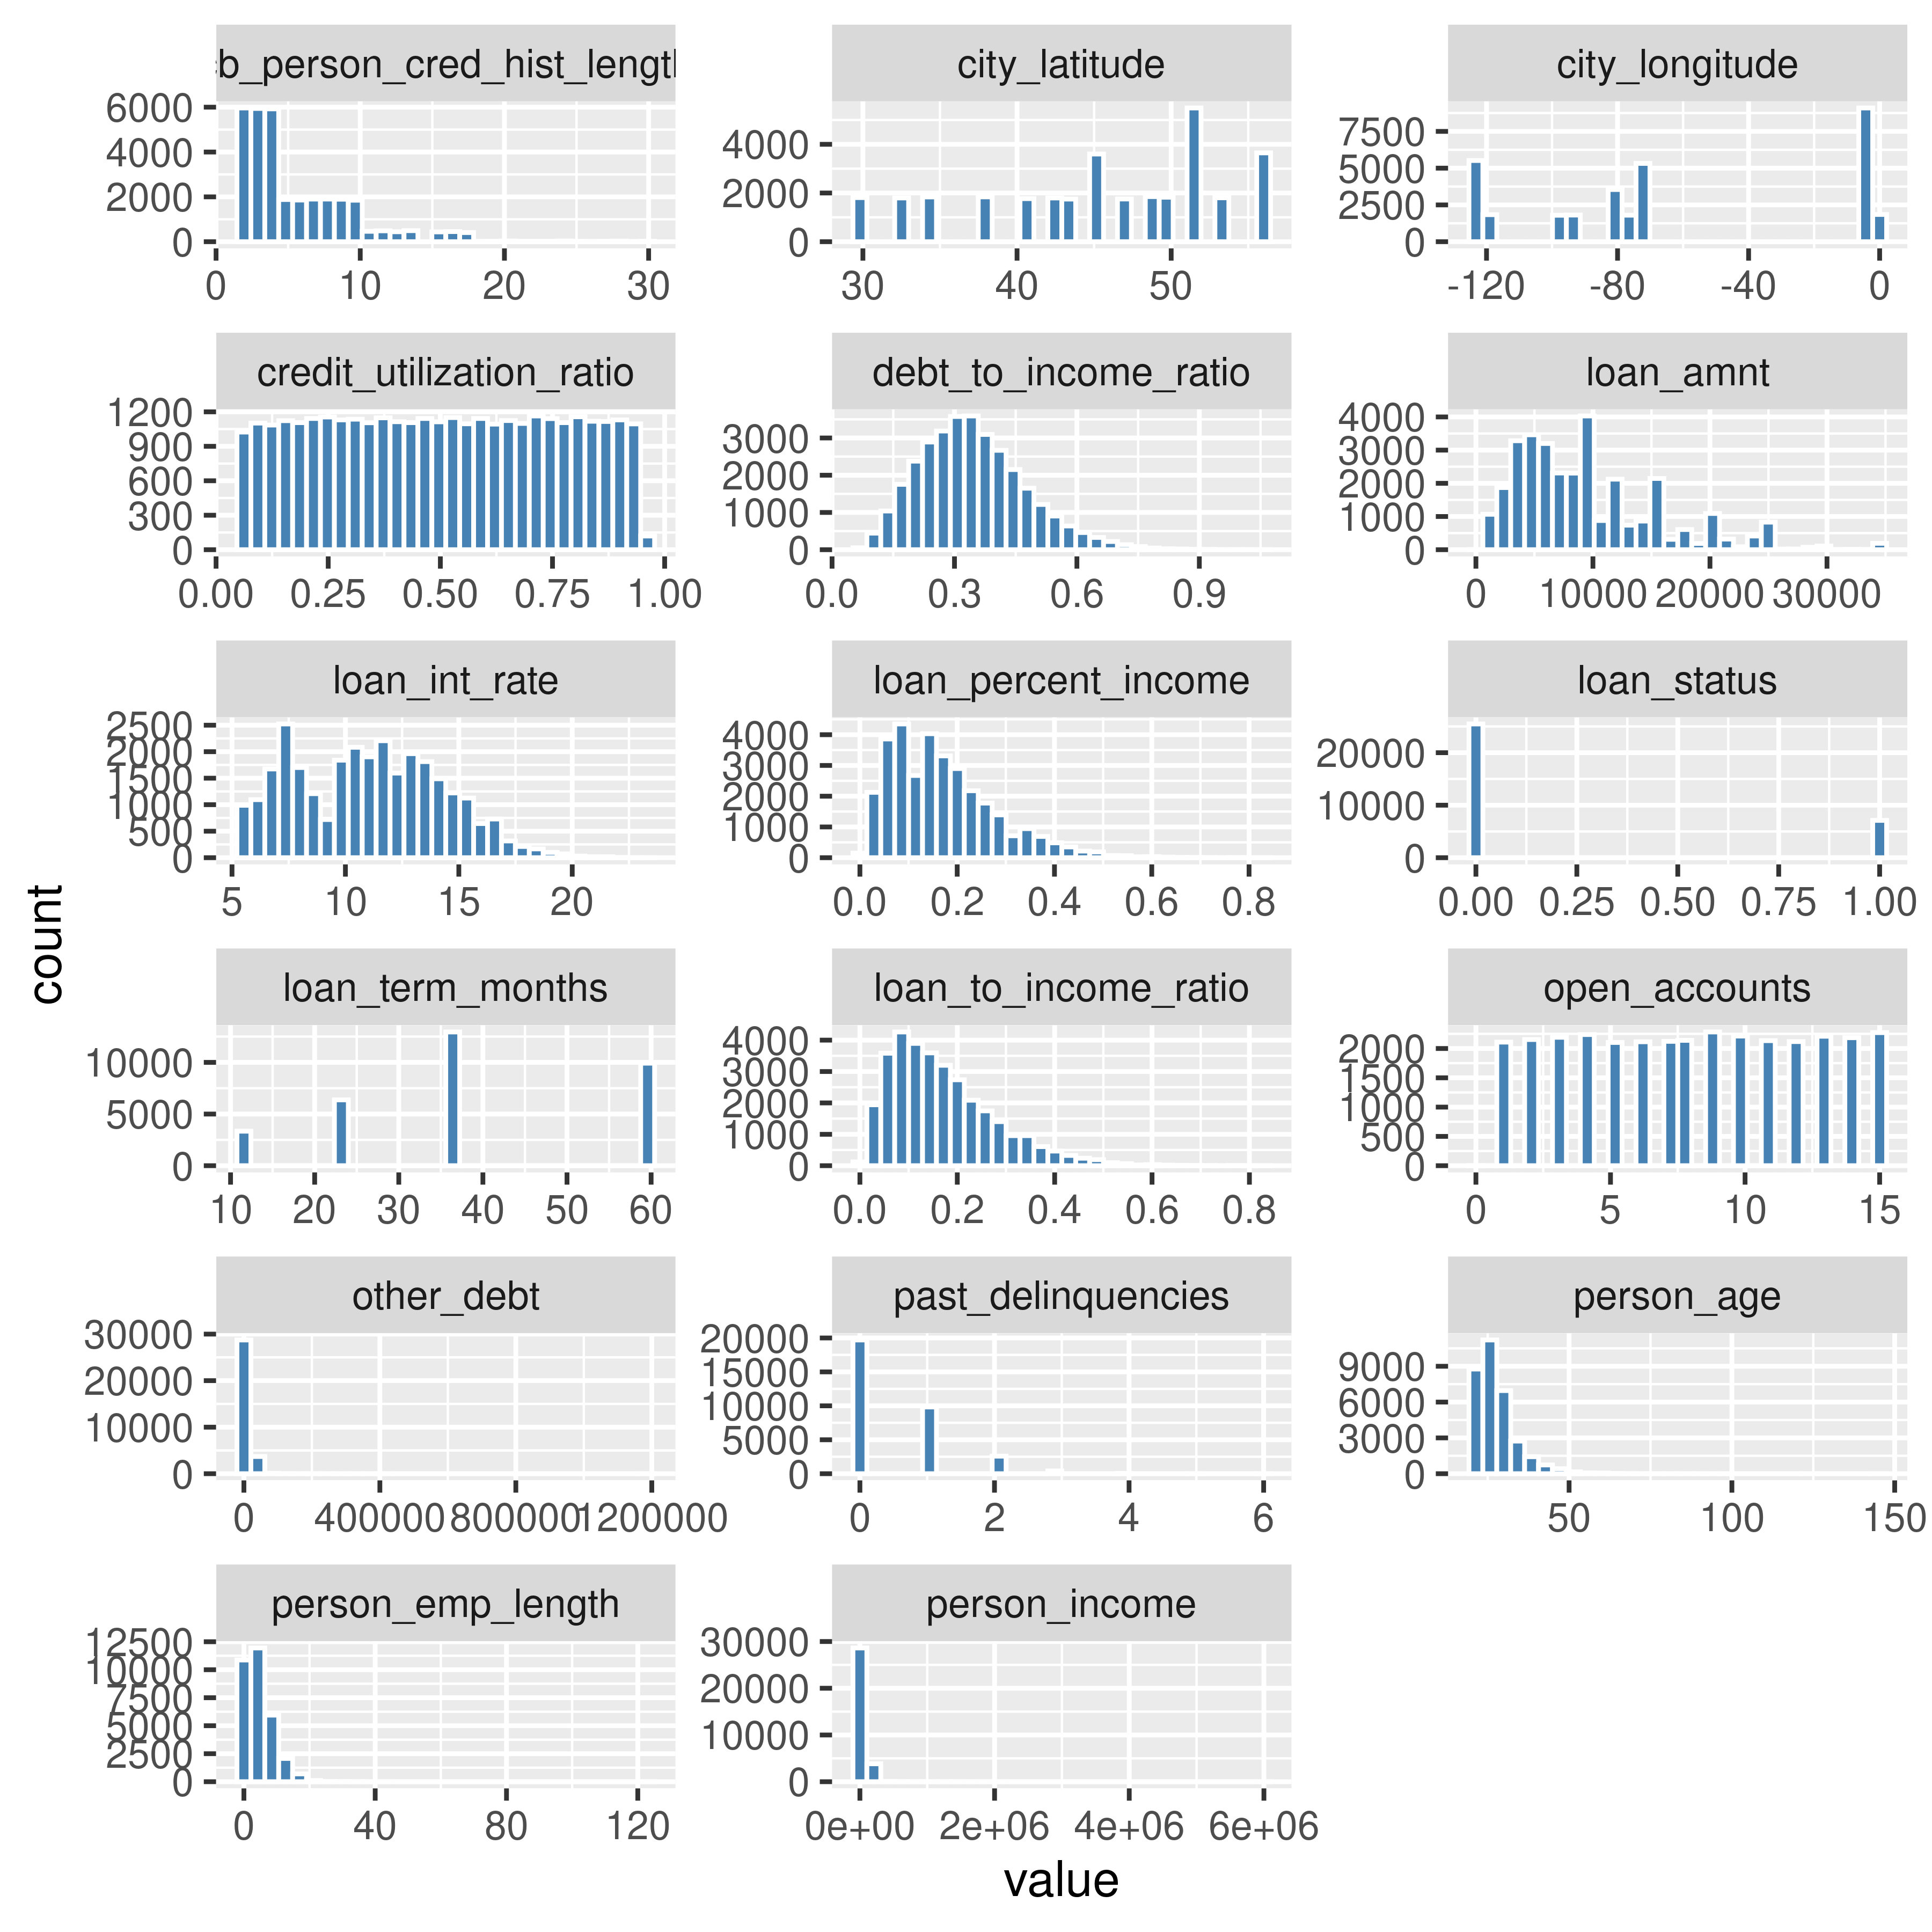 b_person_cred_hist_lengt
city_latitude
city_longitude
6000
4000
2000
0
0 10 20 30
4000
2000
0
30 40 50
7500
5000
2500
0
-120 -80 -40 0
credit_utilization_ratio
debt_to_income_ratio
loan_amnt
1200
900
600
300
0
0.00 0.25 0.50 0.75 1.00
3000
2000
1000
0
0.0 0.3 0.6 0.9
4000
3000
2000
1000
0
0 10000 20000 30000
loan_int_rate
loan_percent_income
loan_status
2500
2000
1500
1000
500
0
5 10 15 20
4000
3000
2000
1000
0
0.0 0.2 0.4 0.6 0.8
20000
10000
0
0.00 0.25 0.50 0.75 1.00
loan_term_months
loan_to_income_ratio
open_accounts
10000
5000
0
10 20 30 40 50 60
4000
3000
2000
1000
0
0.0 0.2 0.4 0.6 0.8
2000
1500
1000
500
0
0 5 10 15
other_debt
past_delinquencies
person_age
30000
20000
10000
0
0 400000 800000 1200000
20000
15000
10000
5000
0
0 2 4 6
9000
6000
3000
0
50 100 150
person_emp_length
person_income
12500
10000
7500
5000
2500
0
0 40 80 120
30000
20000
10000
0
0e+00 2e+06 4e+06 6e+06
count
value